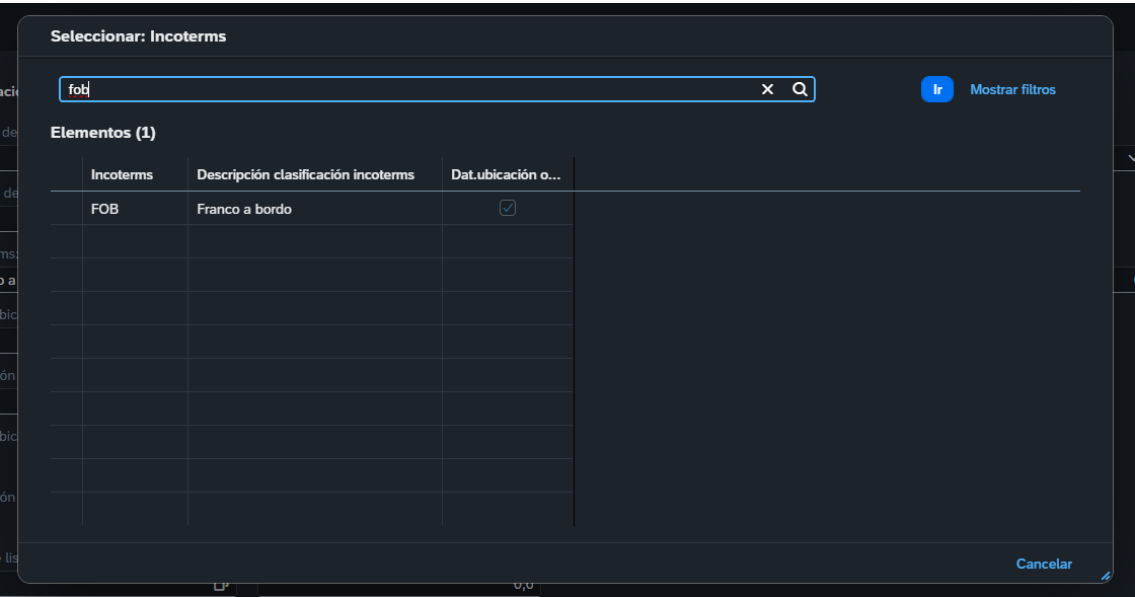 Seleccionar: Incoterms
fob
Ir
Mostrar filtros
Elementos (1)
Incoterms
Descripción clasificación incoterms
Dat.ubicación o...
FOB
Franco a bordo
Cancelar
0,0